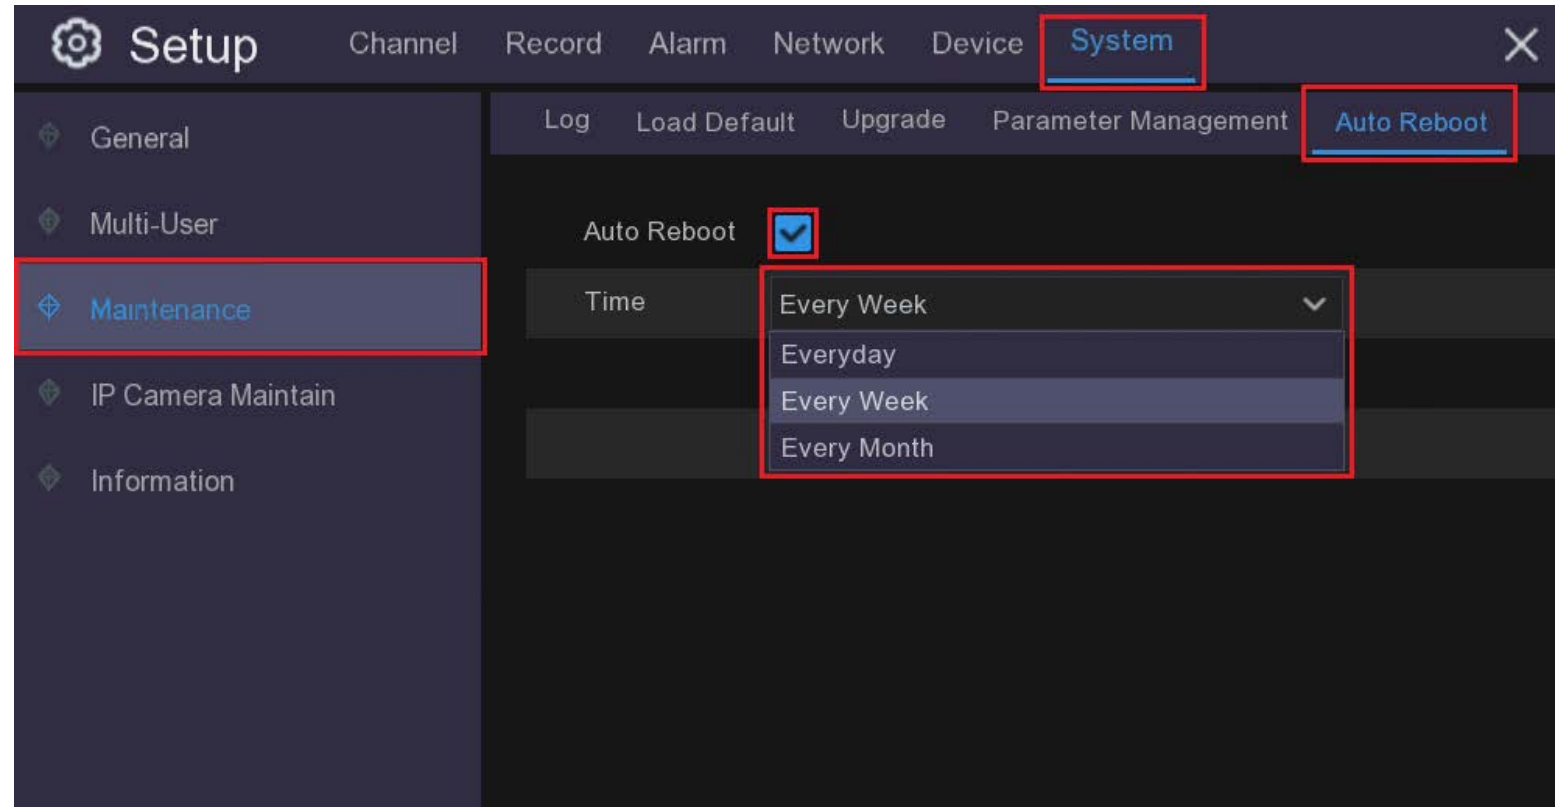 Setup Channel Record Alarm Network Device System
General
Multi-User
Maintenance
IP Camera Maintain
Information
Log Load Default Upgrade Parameter Management Auto Reboot
Auto Reboot
Time Every Week
Everyday
Every Week
Every Month